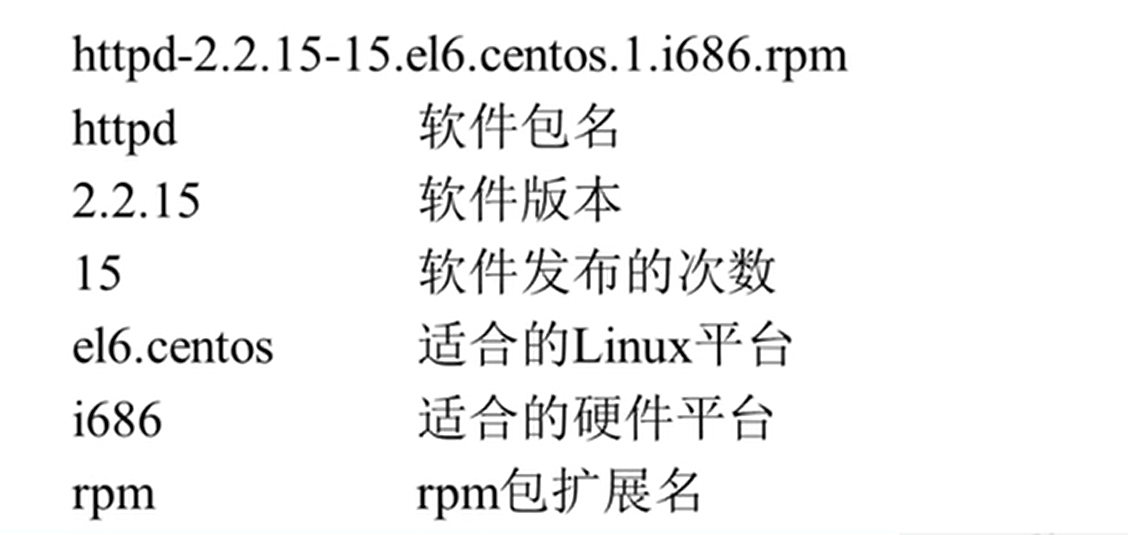 httpd-2.2.15-15.el6.centos.1.i686.rpm
httpd 软件包名
2.2.15 软件版本
15 软件发布的次数
el6.centos 适合的Linux平台
i686 适合的硬件平台
rpm rpm包扩展名